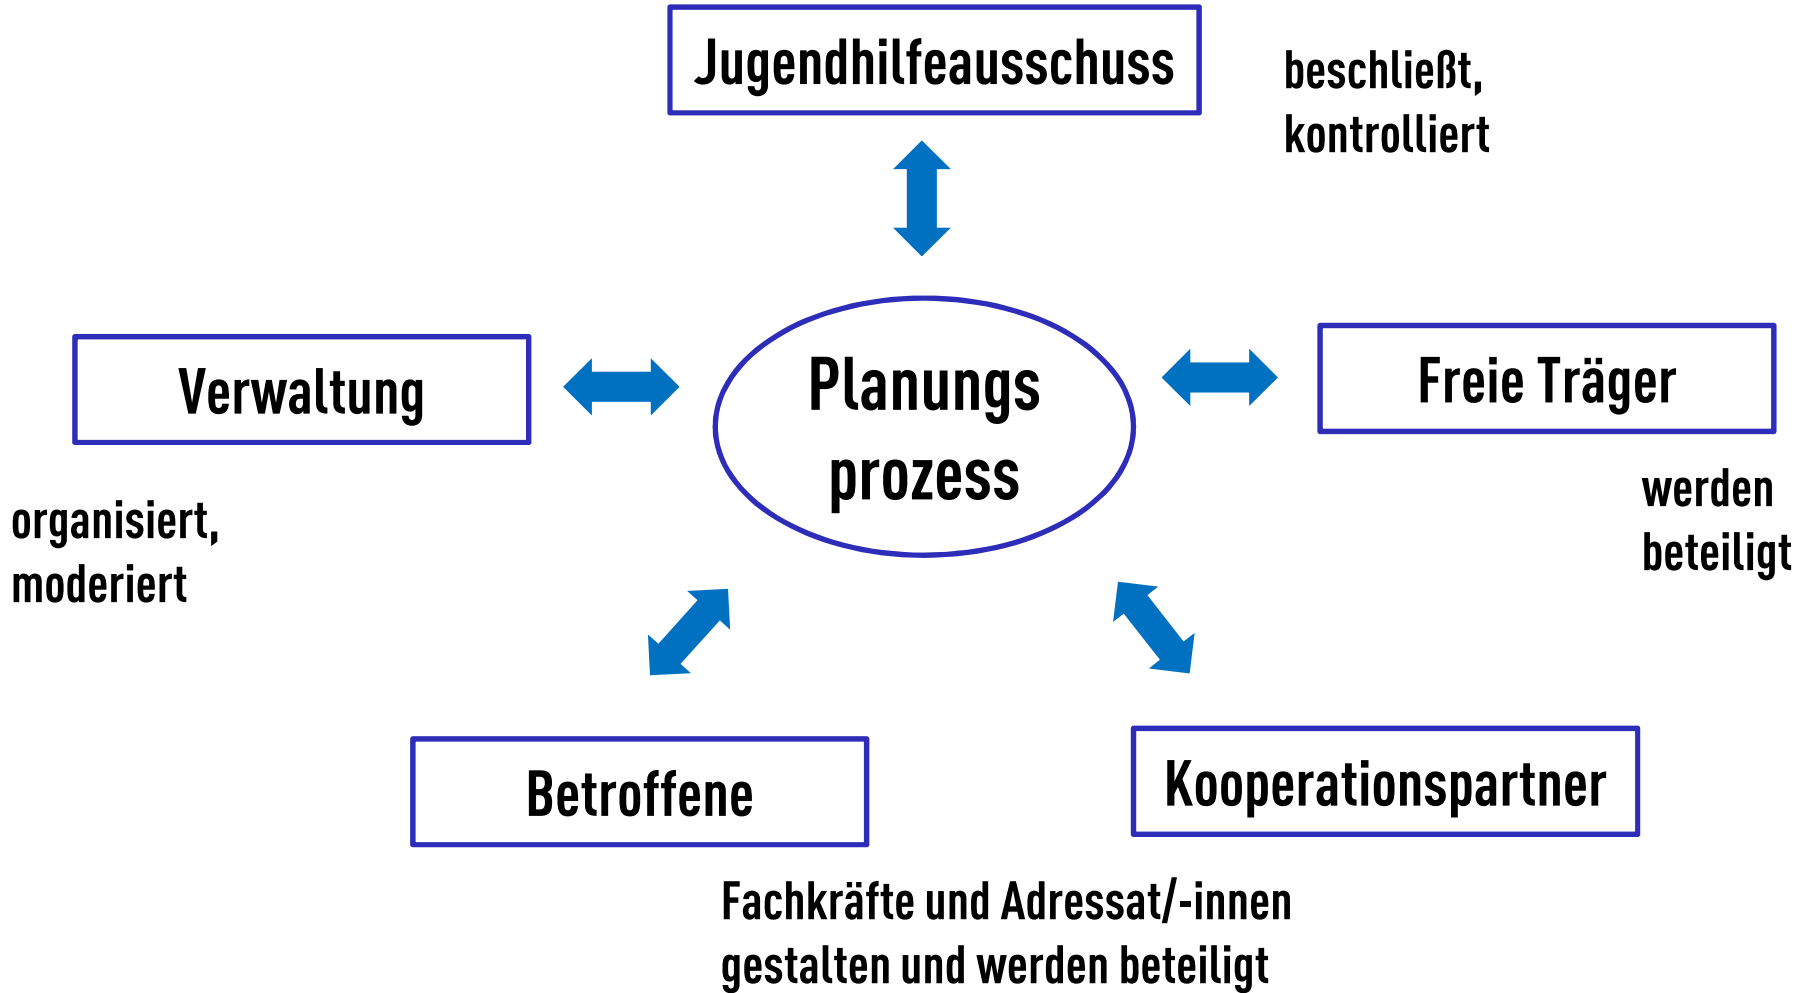 Jugendhilfeausschuss
beschließt,
kontrolliert
Verwaltung
Planungs
prozess
Freie Träger
organisiert,
moderiert
werden
beteiligt
Betroffene
Kooperationspartner
Fachkräfte und Adressat/-innen
gestalten und werden beteiligt